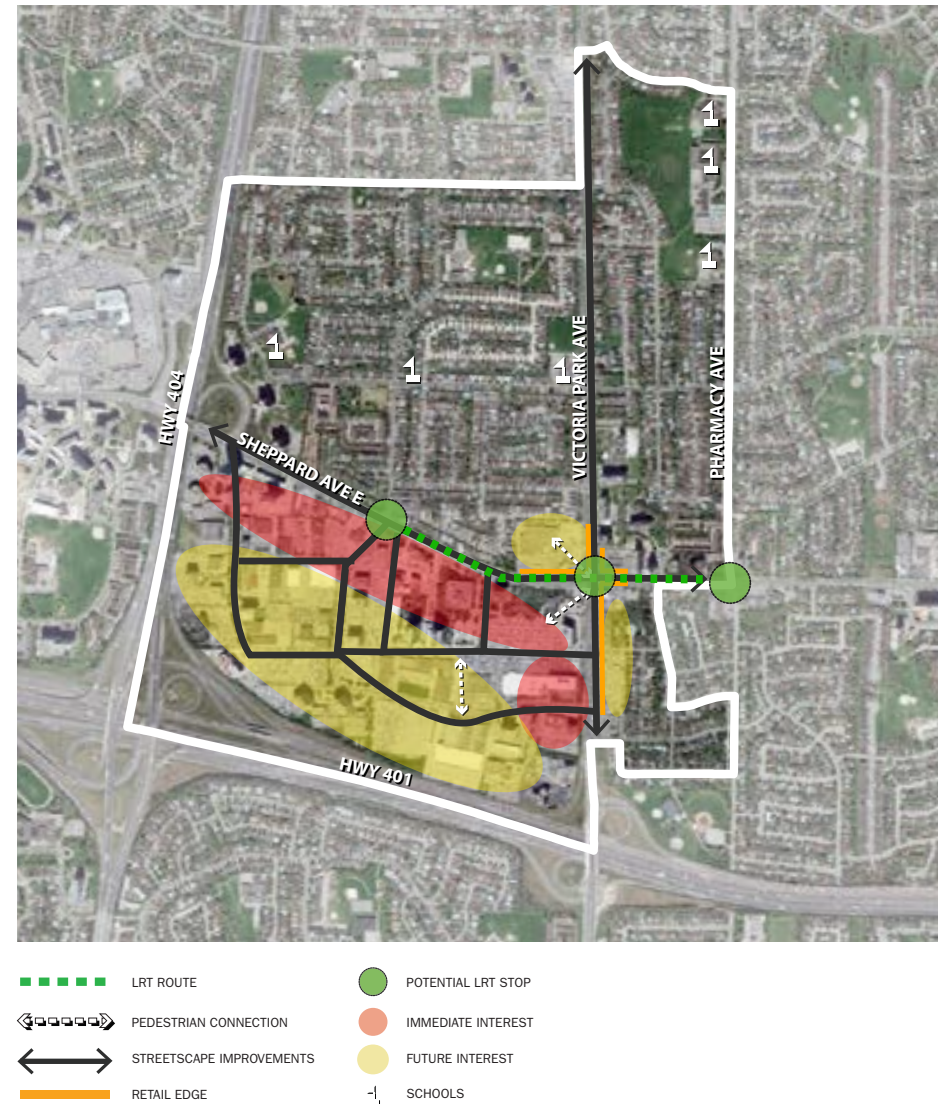 VICTORIA PARK AVE
PHARMACY AVE
HWY 404
SHEPPARD AVE E
HWY 401
LRT ROUTE
POTENTIAL LRT STOP
PEDESTRIAN CONNECTION
IMMEDIATE INTEREST
STREETSCAPE IMPROVEMENTS
FUTURE INTEREST
RETAIL EDGE
SCHOOLS